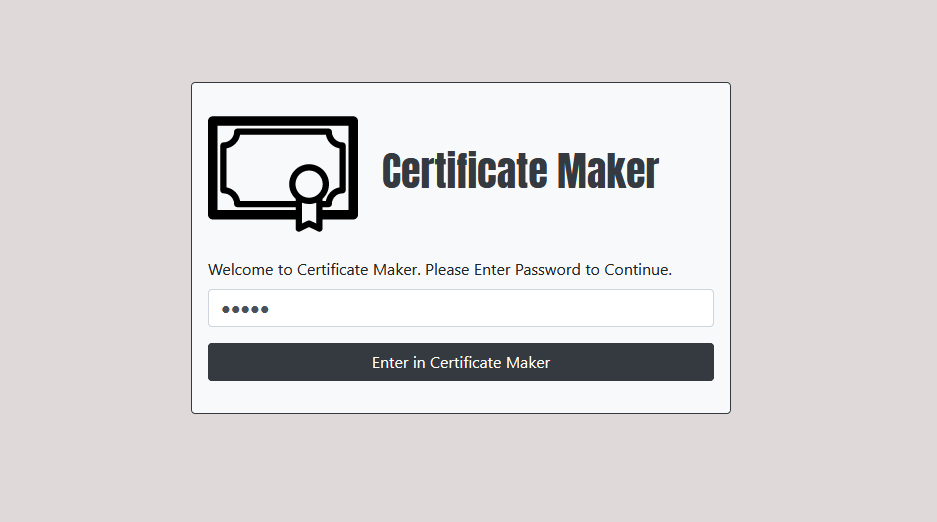 Certificate Maker
Welcome to Certificate Maker. Please Enter Password to Continue.
●●●●●
Enter in Certificate Maker